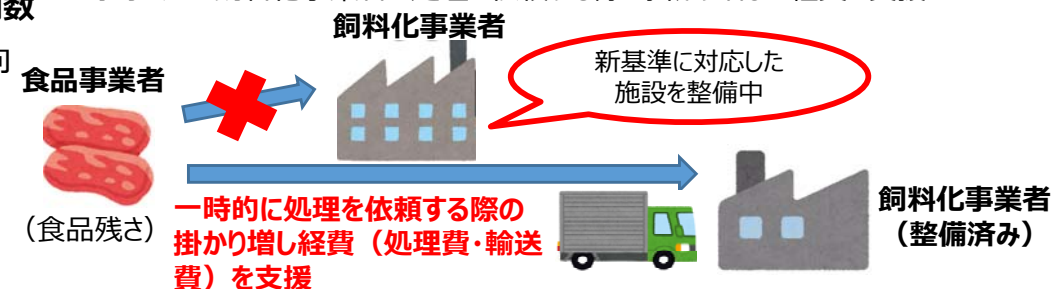 数
飼料化事業者
食品事業者
新基準に対応した
施設を整備中
(食品残さ)
一時的に処理を依頼する際の
掛かり増し経費(処理費・輸送
費)を支援
飼料化事業者
(整備済み)